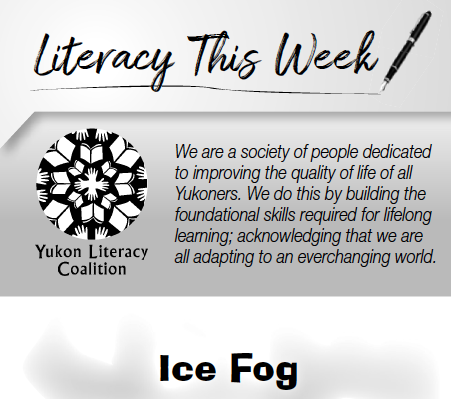 Literacy This Week
We are a society of people dedicated
to improving the quality of life of all
Yukoners. We do this by building the
foundational skills required for lifelong
learning; acknowledging that we are
all adapting to an everchanging world.
Yukon Literacy
Coalition
Ice Fog